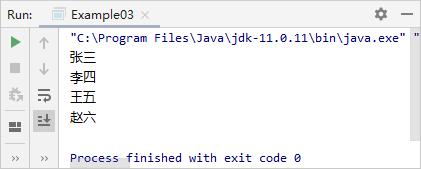 Run: Example03
"C:\Program Files\Java\jdk-11.0.11\bin\java.exe" "
张三
李四
王五
赵六
Process finished with exit code 0